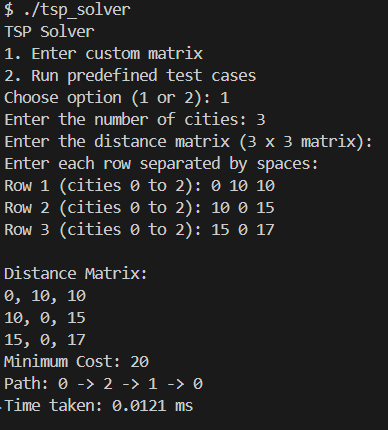 $ ./tsp_solver
TSP Solver
1. Enter custom matrix
2. Run predefined test cases
Choose option (1 or 2): 1
Enter the number of cities: 3
Enter the distance matrix (3 x 3 matrix):
Enter each row separated by spaces:
Row 1 (cities 0 to 2): 0 10 10
Row 2 (cities 0 to 2): 10 0 15
Row 3 (cities 0 to 2): 15 0 17

Distance Matrix:
0, 10, 10
10, 0, 15
15, 0, 17
Minimum Cost: 20
Path: 0 -> 2 -> 1 -> 0
Time taken: 0.0121 ms